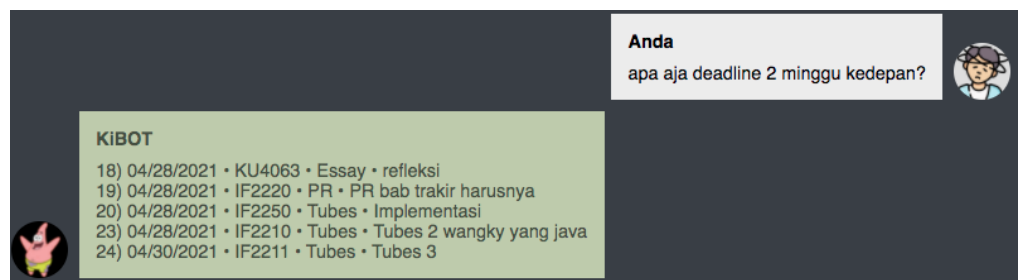 Anda
apa aja deadline 2 minggu kedepan?
KiBOT
18) 04/28/2021 • KU4063 • Essay • refleksi
19) 04/28/2021 • IF2220 • PR • PR bab trakir harusnya
20) 04/28/2021 • IF2250 • Tubes • Implementasi
23) 04/28/2021 • IF2210 • Tubes • Tubes 2 wangky yang java
24) 04/30/2021 • IF2211 • Tubes • Tubes 3